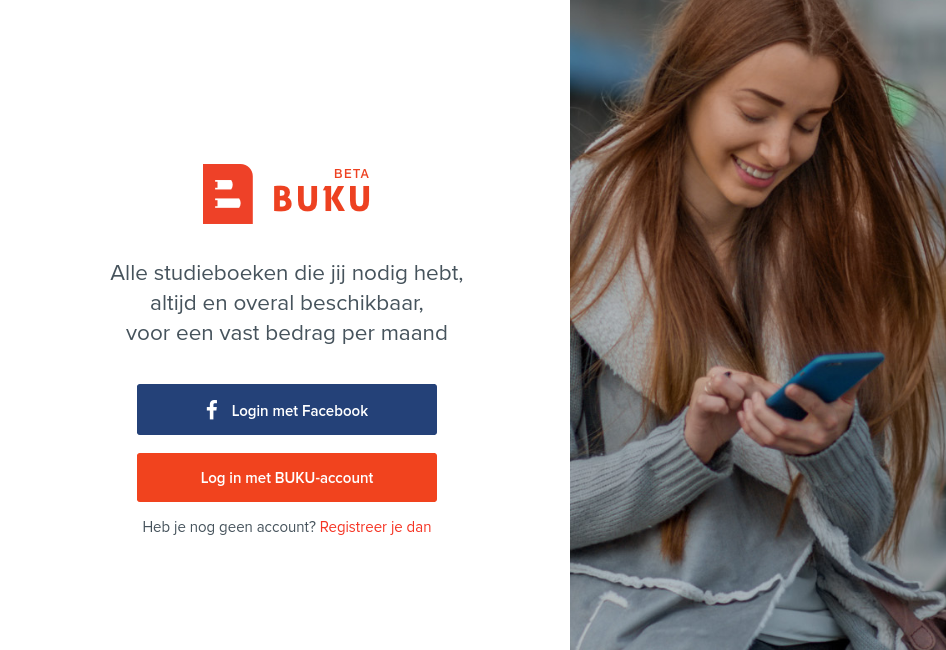 BETA
BUKU
Alle studieboeken die jij nodig hebt,
altijd en overal beschikbaar,
voor een vast bedrag per maand
Login met Facebook
Log in met BUKU-account
Heb je nog geen account? Registreer je dan